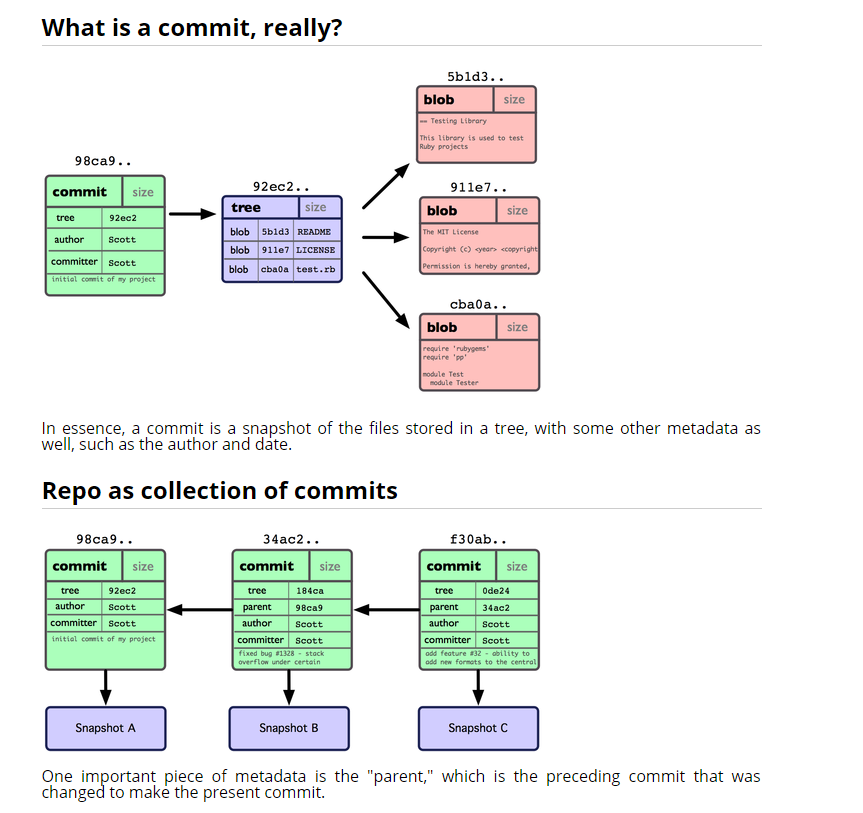 What is a commit, really?
5b1d3..
blob size
== Testing Library
This library is used to test
Ruby projects
98ca9..
commit size
tree 92ec2
author Scott
committer Scott
initial commit of my project
92ec2..
tree size
blob 5b1d3 README
blob 911e7 LICENSE
blob cba0a test.rb
911e7..
blob size
The MIT License
Copyright (c) <year> <copyright
Permission is hereby granted,
cba0a..
blob size
require 'rubygems'
require 'pp'
module Test
module Tester
In essence, a commit is a snapshot of the files stored in a tree, with some other metadata as
well, such as the author and date.
Repo as collection of commits
98ca9..
commit size
tree 92ec2
author Scott
committer Scott
initial commit of my project
34ac2..
commit size
tree 184ca
parent 98ca9
author Scott
committer Scott
fixed bug #1328 - stack
overflow under certain
f30ab..
commit size
tree 0de24
parent 34ac2
author Scott
committer Scott
add feature #32 - ability to
add new formats to the central
Snapshot A
Snapshot B
Snapshot C
One important piece of metadata is the "parent," which is the preceding commit that was
changed to make the present commit.